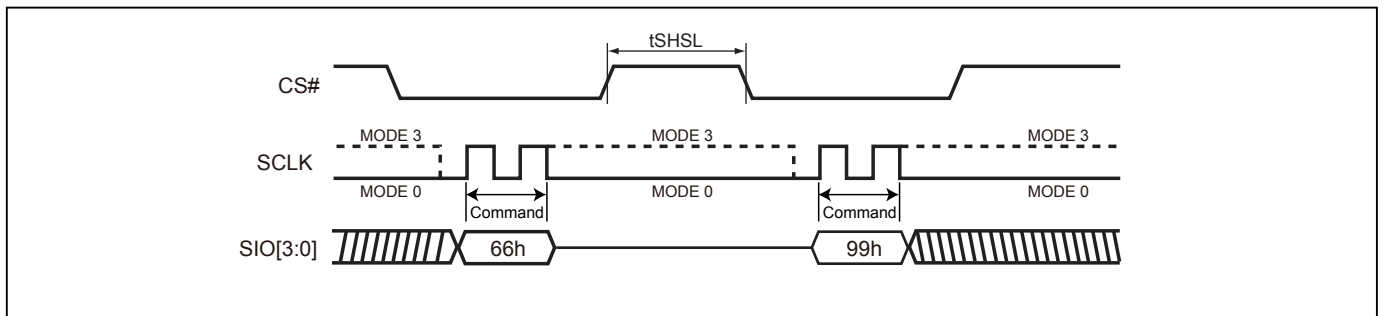 tSHSL
CS#
MODE 3 MODE 3 MODE 3
SCLK
MODE 0 MODE 0 MODE 0
Command Command
SIO[3:0] 66h 99h